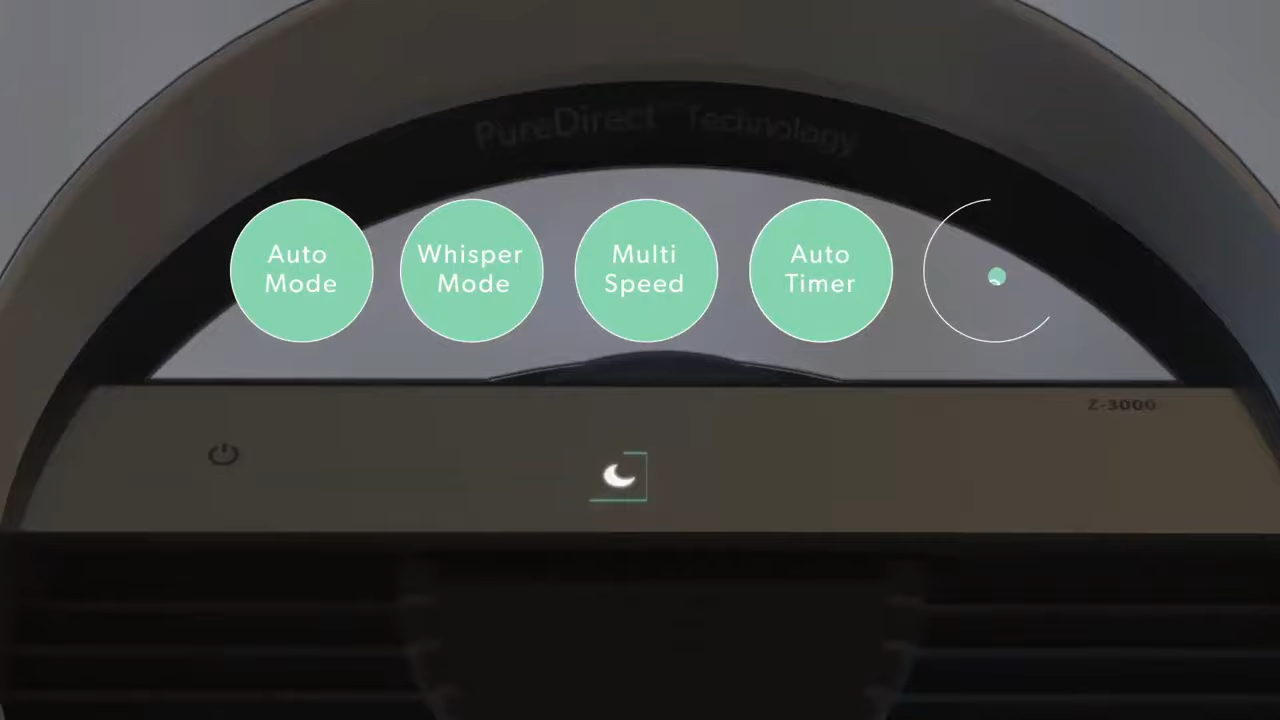 PureDirect Technology
Auto
Mode
Whisper
Mode
Multi
Speed
Auto
Timer
Z-3000